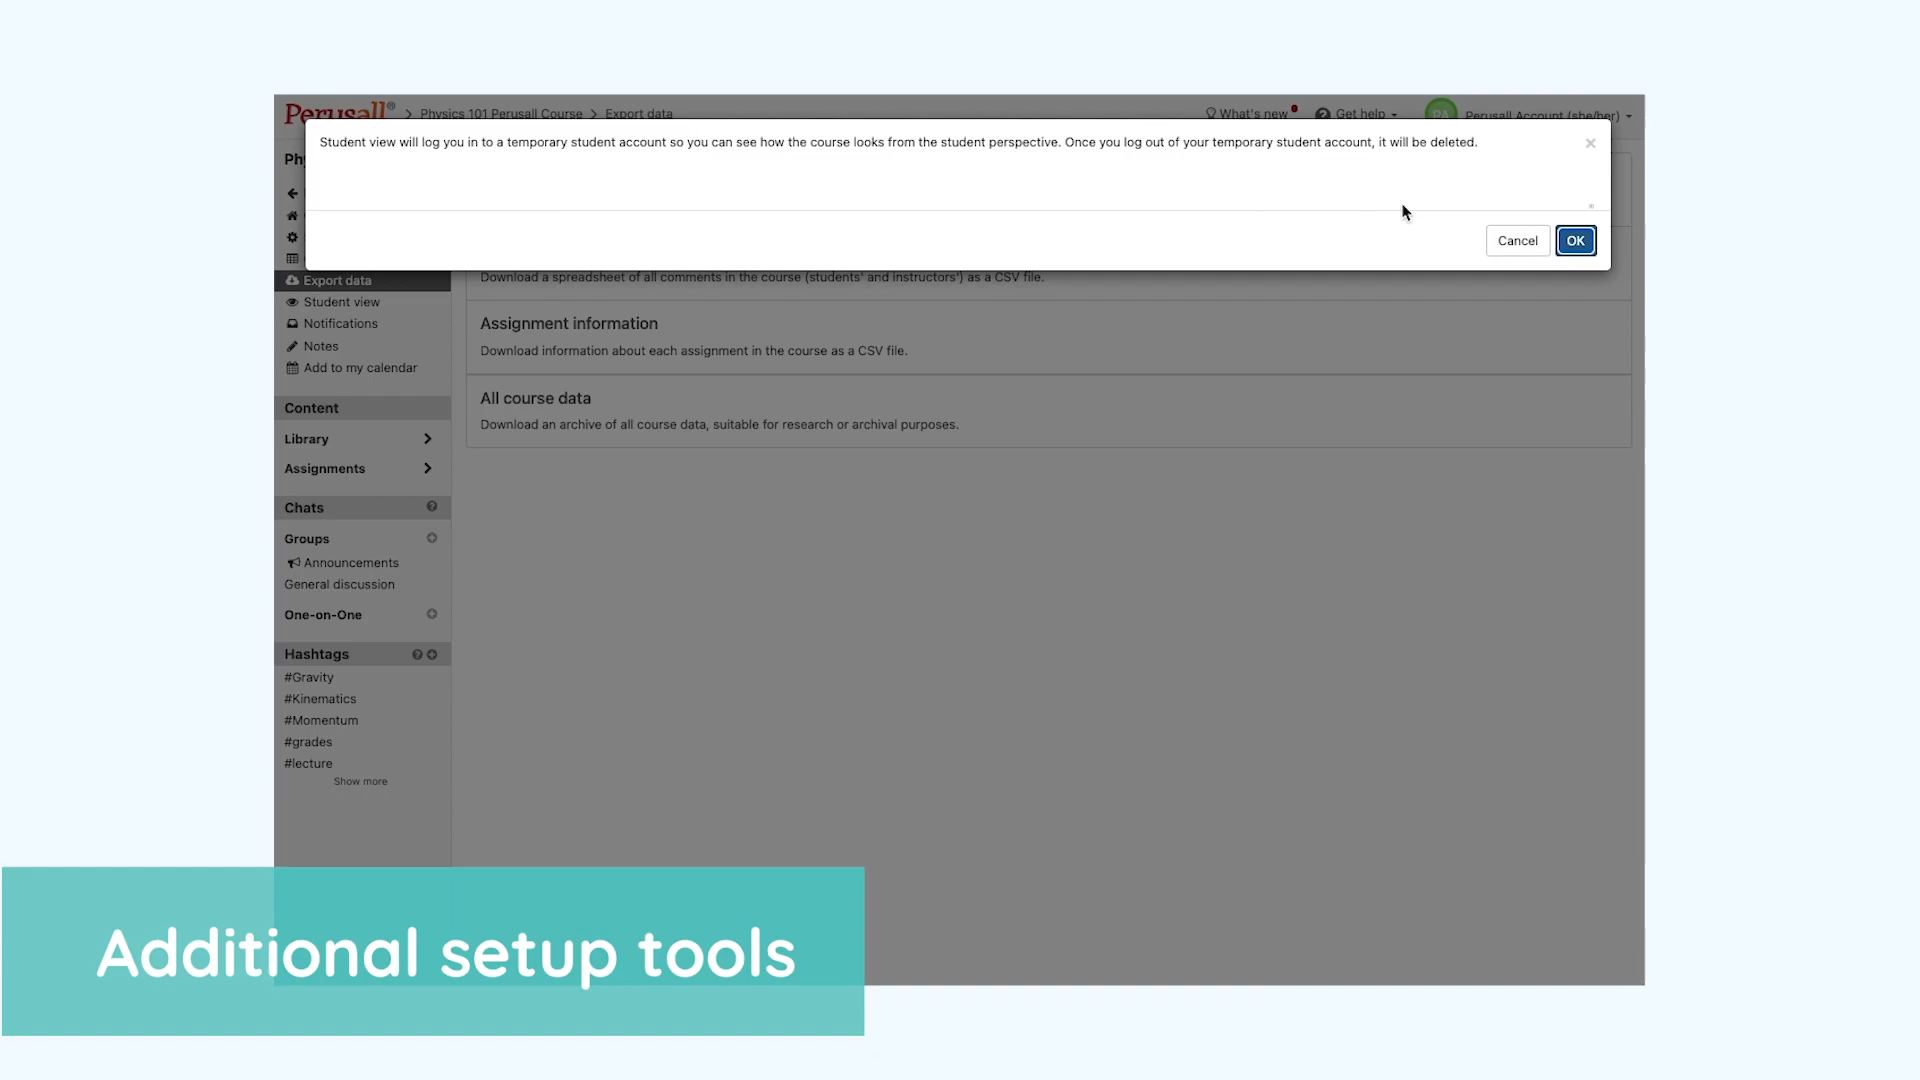 Perusall® > Physics 101 Perusall Course > Export data
What's new Get help Perusall Account (she/her)
Student view will log you in to a temporary student account so you can see how the course looks from the student perspective. Once you log out of your temporary student account, it will be deleted.
×
Cancel OK
Export data
Student view
Notifications
Notes
Add to my calendar
Content
Library
Assignments
Chats
Groups
Announcements
General discussion
One-on-One
Hashtags
#Gravity
#Kinematics
#Momentum
#grades
#lecture
Show more
Download a spreadsheet of all comments in the course (students' and instructors') as a CSV file.
Assignment information
Download information about each assignment in the course as a CSV file.
All course data
Download an archive of all course data, suitable for research or archival purposes.
Additional setup tools